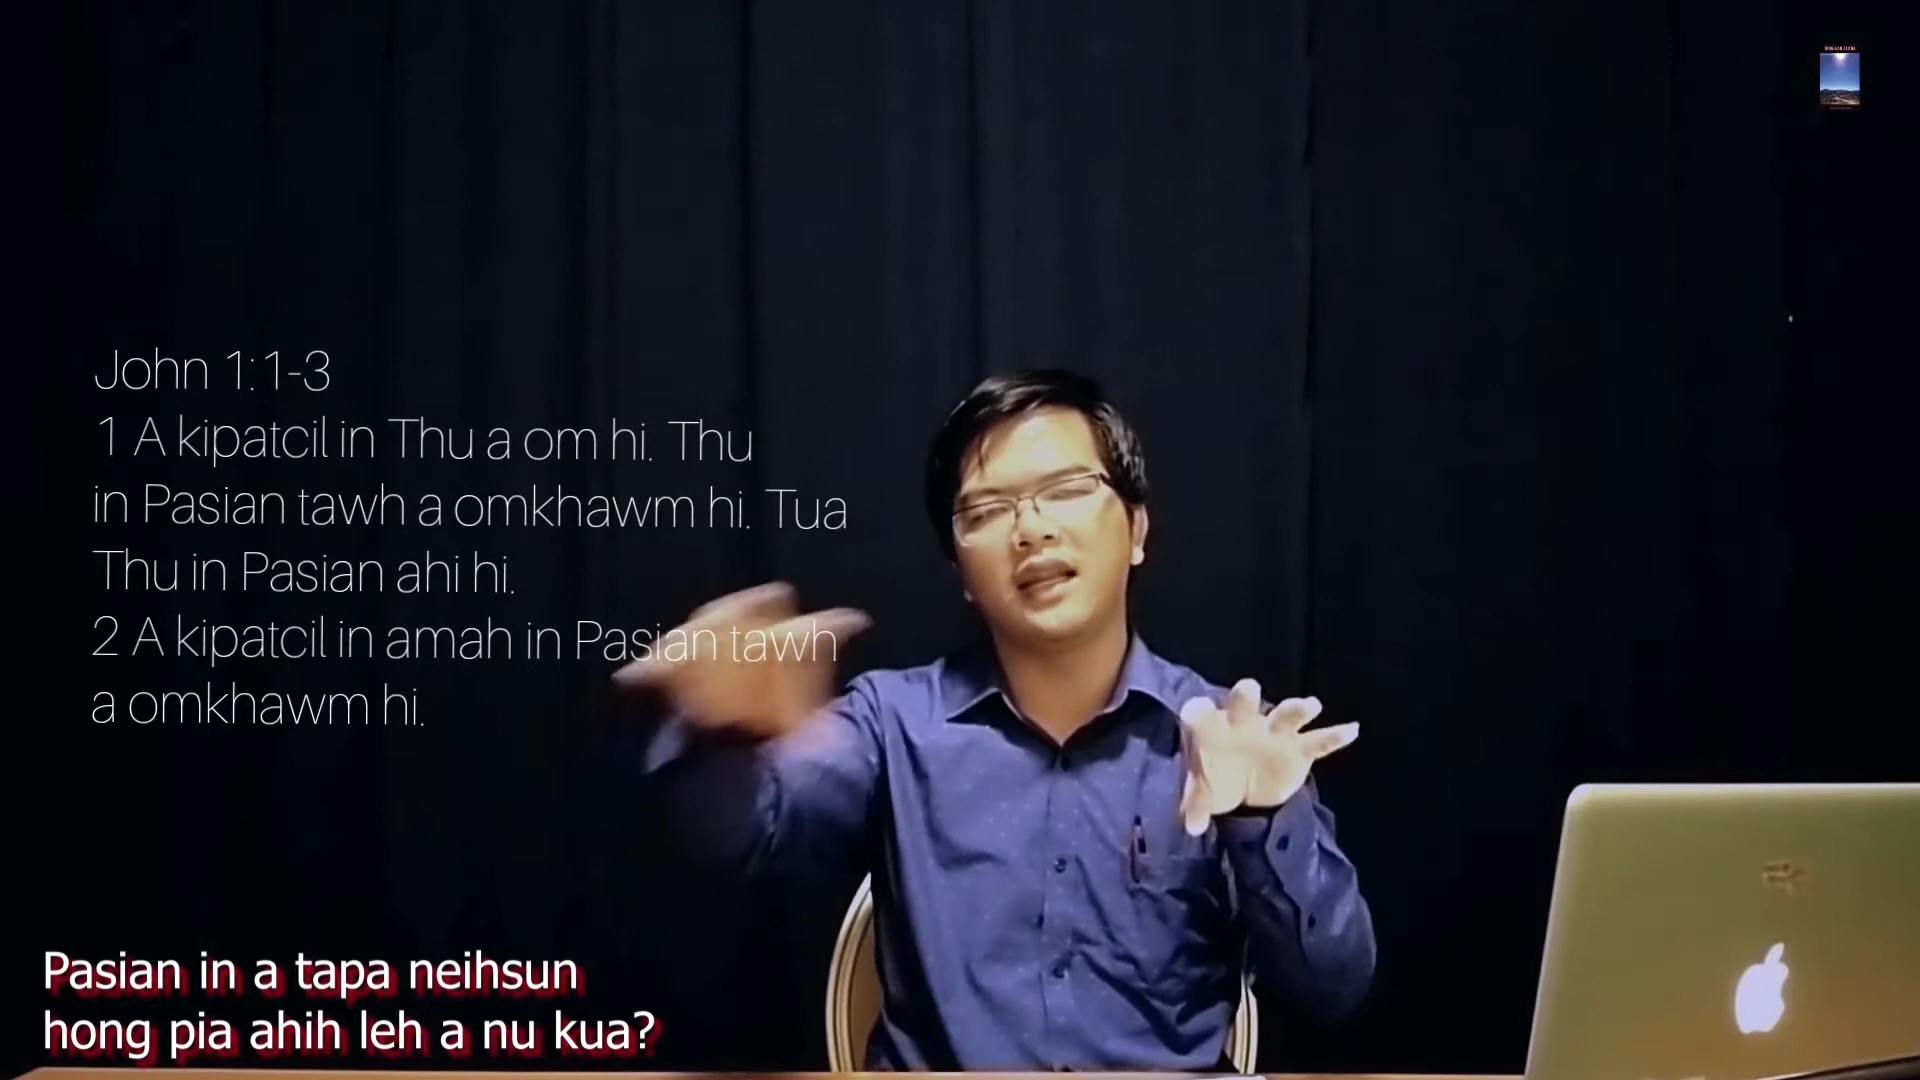 John 1:1-3
1 A kipatcil in Thu a om hi. Thu
in Pasian tawh a omkhawm hi. Tua
Thu in Pasian ahi hi.
2 A kipatcil in amah in Pasian tawh
a omkhawm hi.
Pasian in a tapa neihsun
hong pia ahih leh a nu kua?